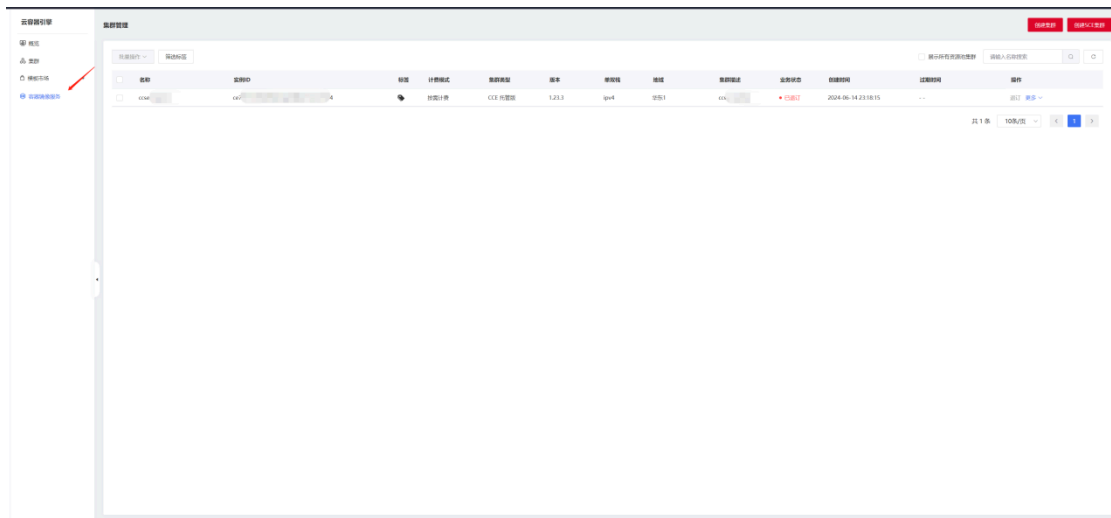 云容器引擎
概览
集群
模板市场
容器镜像服务
集群管理
创建集群 创建SCE集群
批量操作 筛选标签
展示所有资源池集群 请输入名称搜索
名称 实例ID 标签 计费模式 集群类型 版本 单双栈 地域 集群描述 业务状态 创建时间 过期时间 操作
ccse 按需计费 CCE 托管版 1.23.3 ipv4 华东1 已退订 2024-06-14 23:18:15 - - 退订 更多
共 1 条 10条/页 1